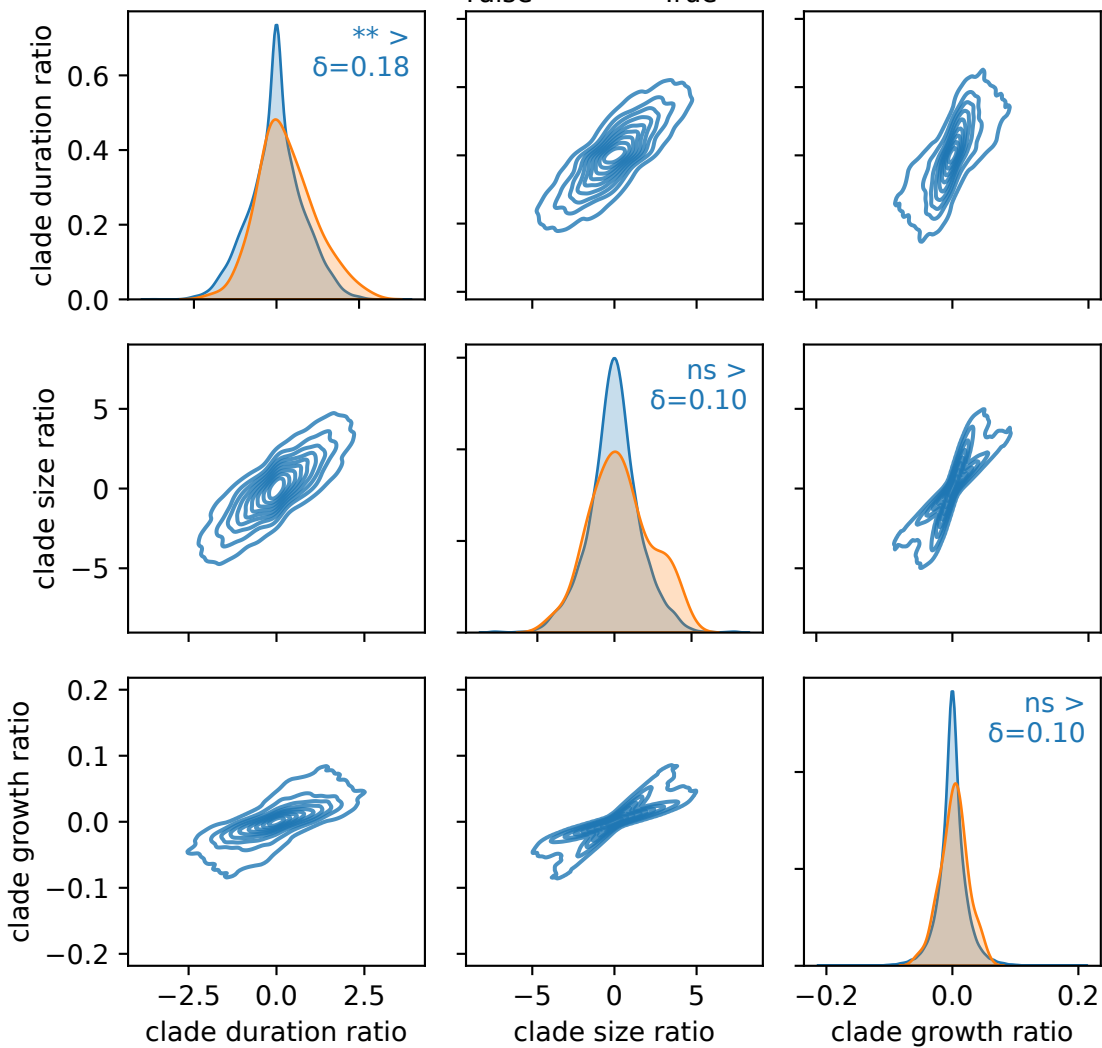 clade duration ratio
0.6
0.4
0.2
0.0
** >
δ=0.18
clade size ratio
5
0
−5
ns >
δ=0.10
clade growth ratio
0.2
0.1
0.0
−0.1
−0.2
ns >
δ=0.10
−2.5 0.0 2.5
−5 0 5
−0.2 0.0 0.2
clade duration ratio
clade size ratio
clade growth ratio